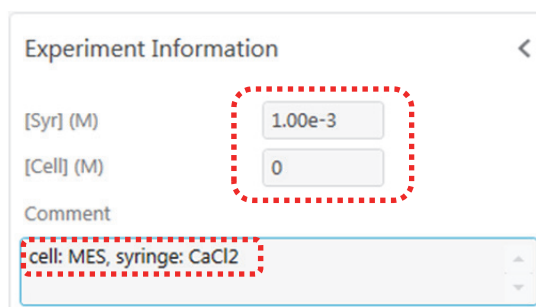 Experiment Information
[Syr] (M) 1.00e-3
[Cell] (M) 0
Comment
cell: MES, syringe: CaCl2